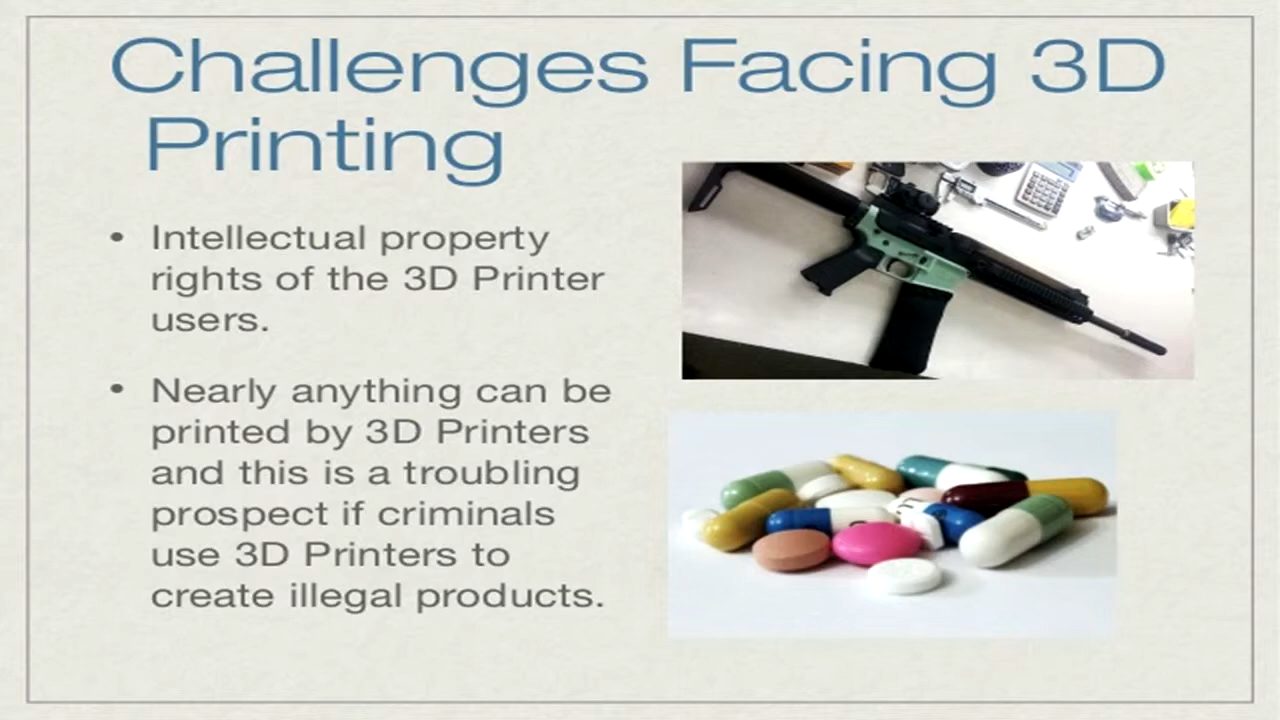 Challenges Facing 3D
Printing
• Intellectual property
rights of the 3D Printer
users.
• Nearly anything can be
printed by 3D Printers
and this is a troubling
prospect if criminals
use 3D Printers to
create illegal products.